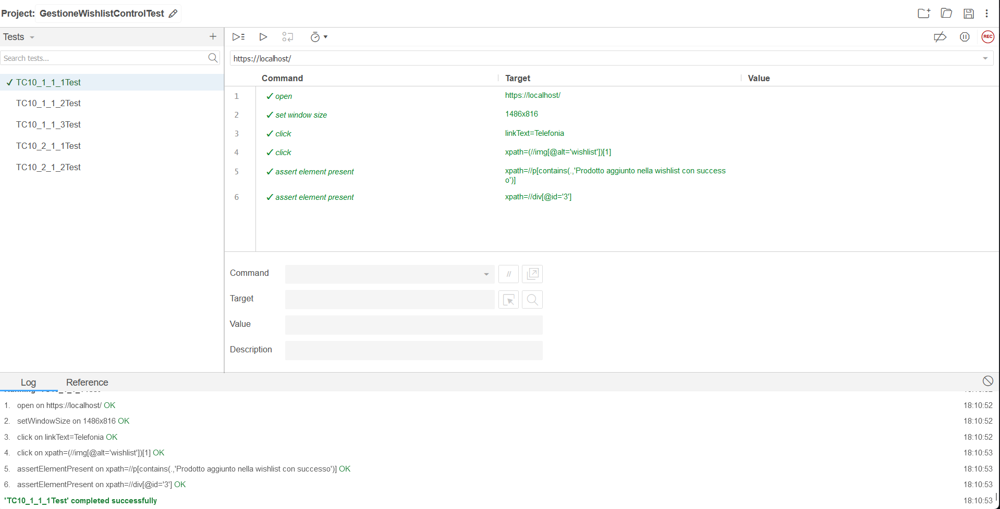 Project: GestioneWishlistControlTest
Tests
Search tests...
✓ TC10_1_1_1Test
TC10_1_1_2Test
TC10_1_1_3Test
TC10_2_1_1Test
TC10_2_1_2Test
REC
https://localhost/
Command Target Value
1 ✓ open https://localhost/
2 ✓ set window size 1486x816
3 ✓ click linkText=Telefonia
4 ✓ click xpath=(//img[@alt='wishlist'])[1]
5 ✓ assert element present xpath=//p[contains(.,'Prodotto aggiunto nella wishlist con success
o')]
6 ✓ assert element present xpath=//div[@id='3']
Command //
Target
Value
Description
Log Reference
1. open on https://localhost/ OK 18:10:52
2. setWindowSize on 1486x816 OK 18:10:52
3. click on linkText=Telefonia OK 18:10:52
4. click on xpath=(//img[@alt='wishlist'])[1] OK 18:10:53
5. assertElementPresent on xpath=//p[contains(.,'Prodotto aggiunto nella wishlist con successo')] OK 18:10:53
6. assertElementPresent on xpath=//div[@id='3'] OK 18:10:53
'TC10_1_1_1Test' completed successfully 18:10:53